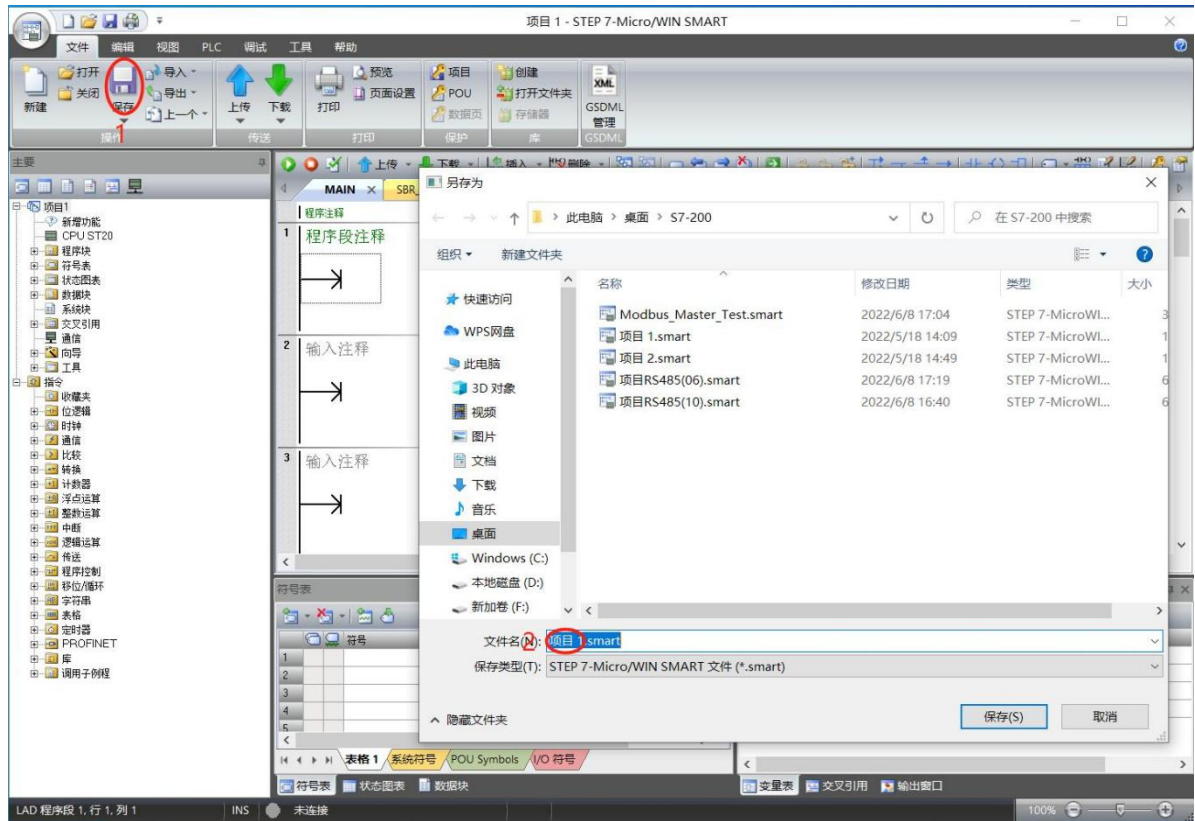 项目 1 - STEP 7-Micro/WIN SMART
文件 编辑 视图 PLC 调试 工具 帮助
新建
打开
关闭
保存
导入
导出
上一个
操作
上传 下载
传送
打印
预览
页面设置
打印
项目
POU
数据页
保护
创建
打开文件夹
存储器
库
XML
GSDML
管理
GSDML
1
主要
项目1
新增功能
CPU ST20
程序块
符号表
状态图表
数据块
系统块
交叉引用
通信
向导
工具
指令
收藏夹
位逻辑
时钟
通信
比较
转换
计数器
浮点运算
整数运算
中断
逻辑运算
传送
程序控制
移位/循环
字符串
表格
定时器
PROFINET
库
调用子例程
上传 下载 插入 删除
MAIN SBR_
程序注释
1 程序段注释
2 输入注释
3 输入注释
另存为
此电脑 > 桌面 > S7-200
在 S7-200 中搜索
组织 新建文件夹
快速访问
WPS网盘
此电脑
3D 对象
视频
图片
文档
下载
音乐
桌面
Windows (C:)
本地磁盘 (D:)
新加卷 (F:)
名称 修改日期 类型 大小
Modbus_Master_Test.smart 2022/6/8 17:04 STEP 7-MicroWI... 3
项目 1.smart 2022/5/18 14:09 STEP 7-MicroWI... 1
项目 2.smart 2022/5/18 14:49 STEP 7-MicroWI... 1
项目RS485(06).smart 2022/6/8 17:19 STEP 7-MicroWI... 6
项目RS485(10).smart 2022/6/8 16:40 STEP 7-MicroWI... 6
文件名(N): 项目 1.smart
2
保存类型(T): STEP 7-Micro/WIN SMART 文件 (*.smart)
隐藏文件夹
保存(S) 取消
符号表
符号
1
2
3
4
5
表格 1 系统符号 POU Symbols I/O 符号
符号表 状态图表 数据块
变量表 交叉引用 输出窗口
LAD 程序段 1, 行 1, 列 1 INS 未连接 100%